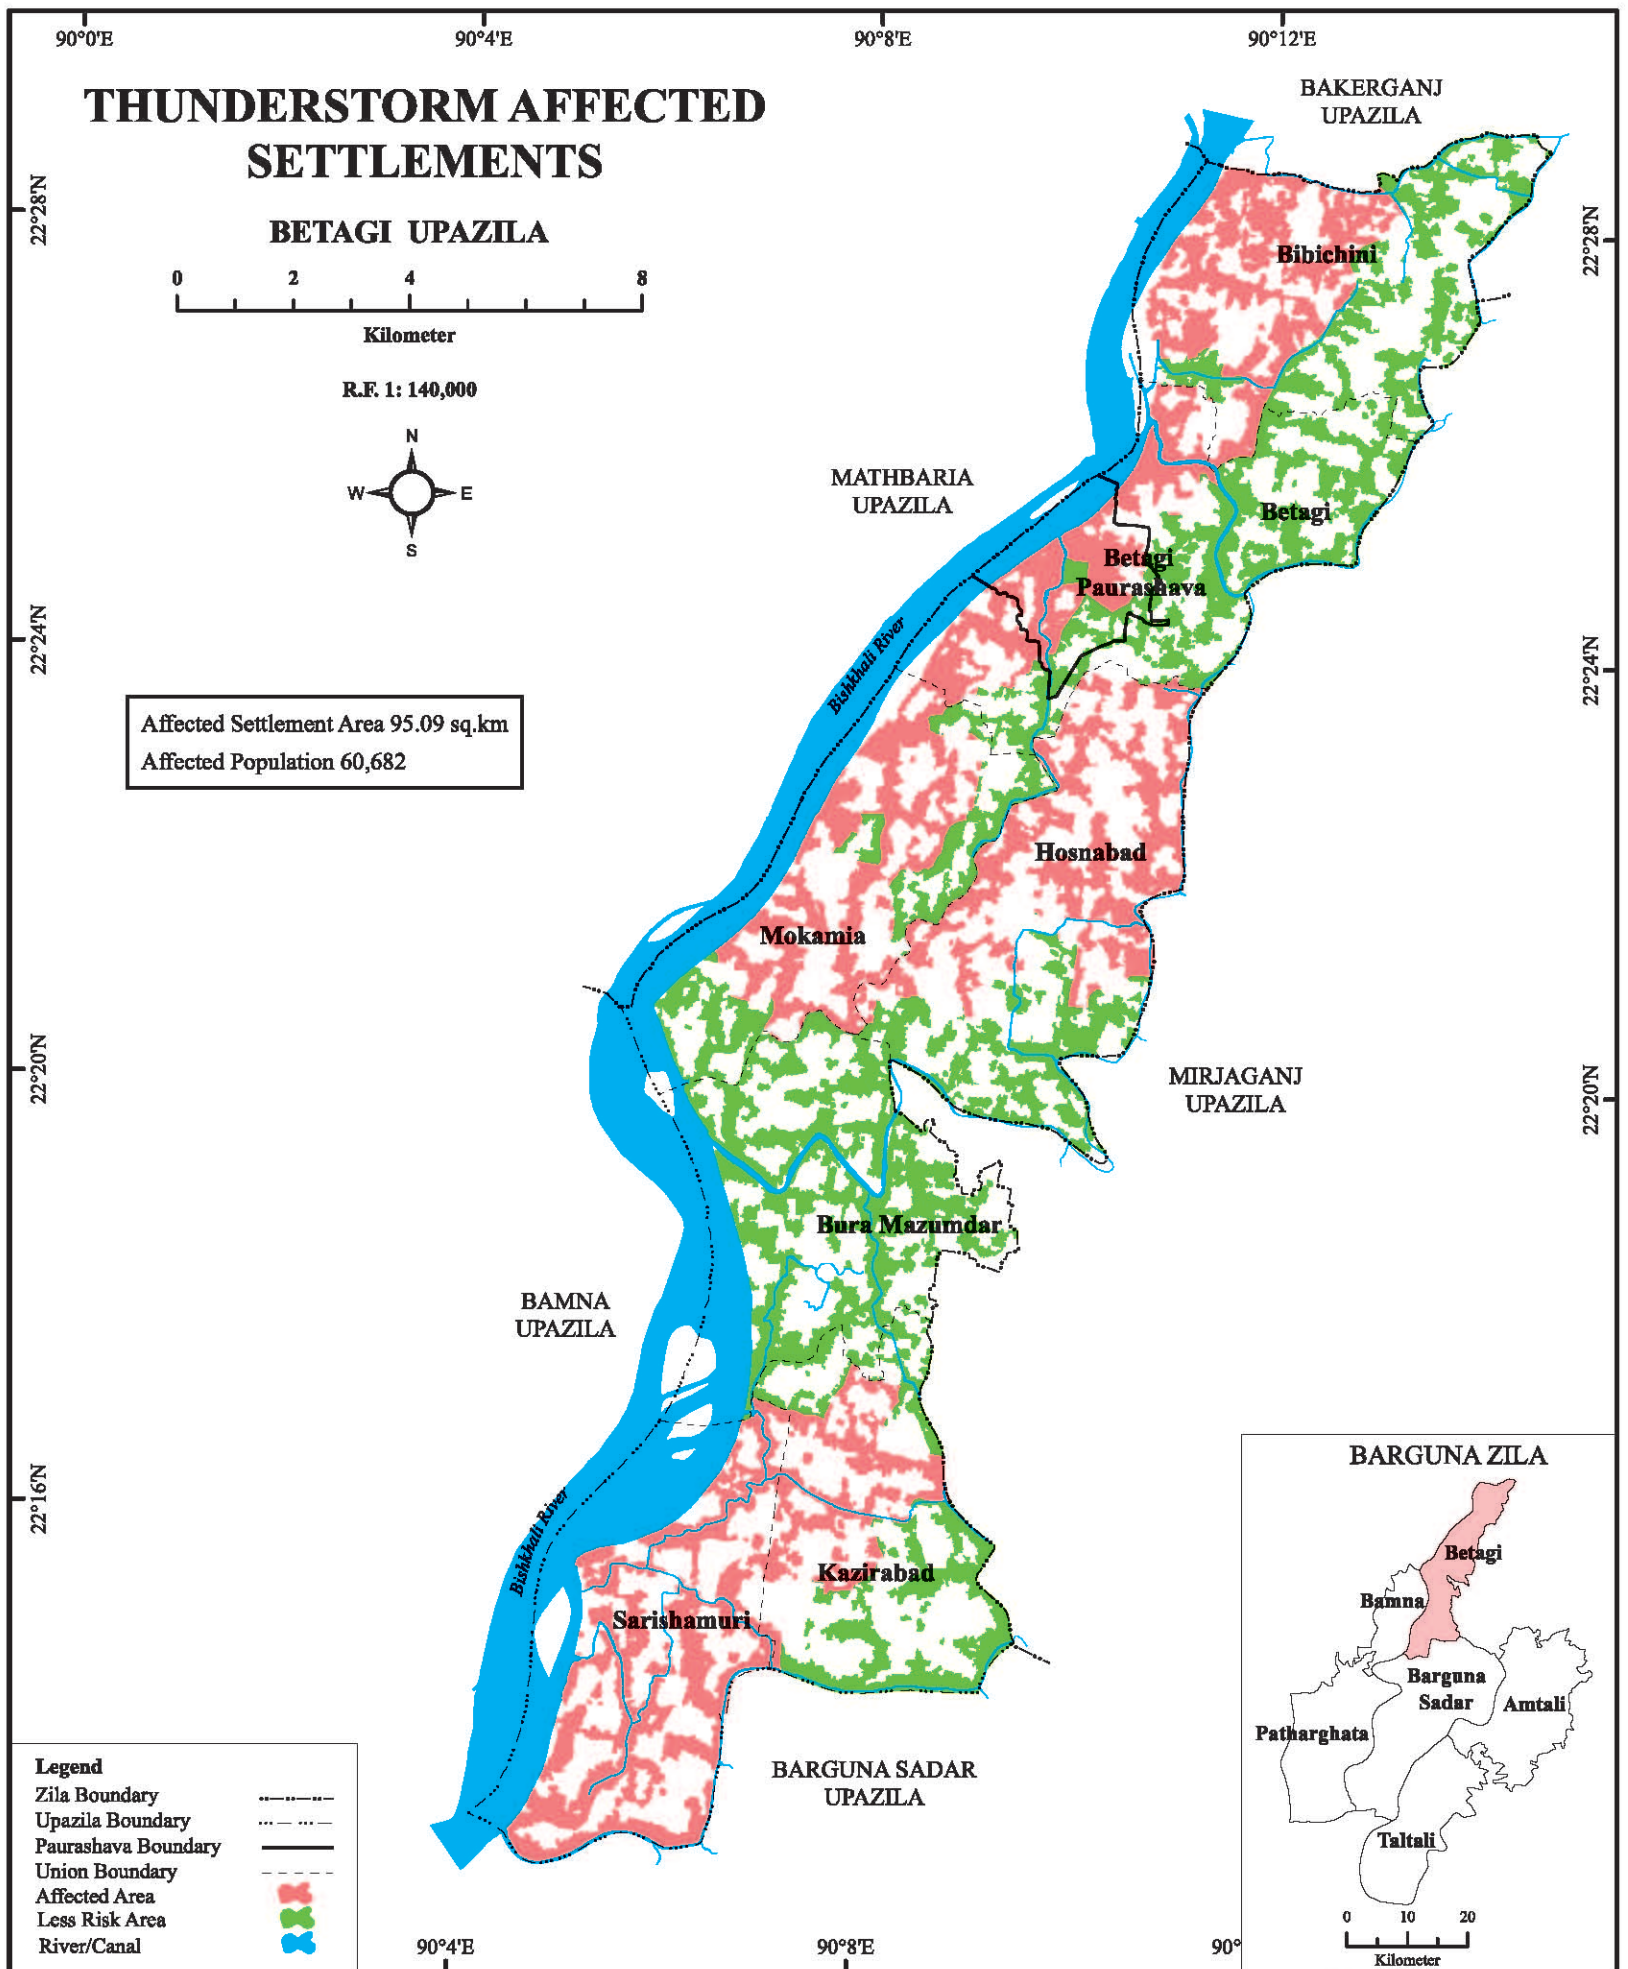 90°0'E
90°4'E
90°8'E
90°12'E
THUNDERSTORM AFFECTED
SETTLEMENTS
BETAGI UPAZILA
0 2 4 8
Kilometer
R.F. 1: 140,000
N
W E
S
BAKERGANJ
UPAZILA
22°28'N
22°28'N
Bibichini
MATHBARIA
UPAZILA
Betagi
Betagi
Paurashava
22°24'N
22°24'N
Bishkhali River
Affected Settlement Area 95.09 sq.km
Affected Population 60,682
Hosnabad
Mokamia
22°20'N
22°20'N
MIRJAGANJ
UPAZILA
Bura Mazumdar
BAMNA
UPAZILA
22°16'N
Bishkhali River
Kazirabad
Sarishamuri
BARGUNA SADAR
UPAZILA
BARGUNA ZILA
Betagi
Bamna
Barguna
Sadar
Amtali
Patharghata
Taltali
0 10 20
Kilometer
Legend
Zila Boundary
Upazila Boundary
Paurashava Boundary
Union Boundary
Affected Area
Less Risk Area
River/Canal
90°4'E
90°8'E
90°